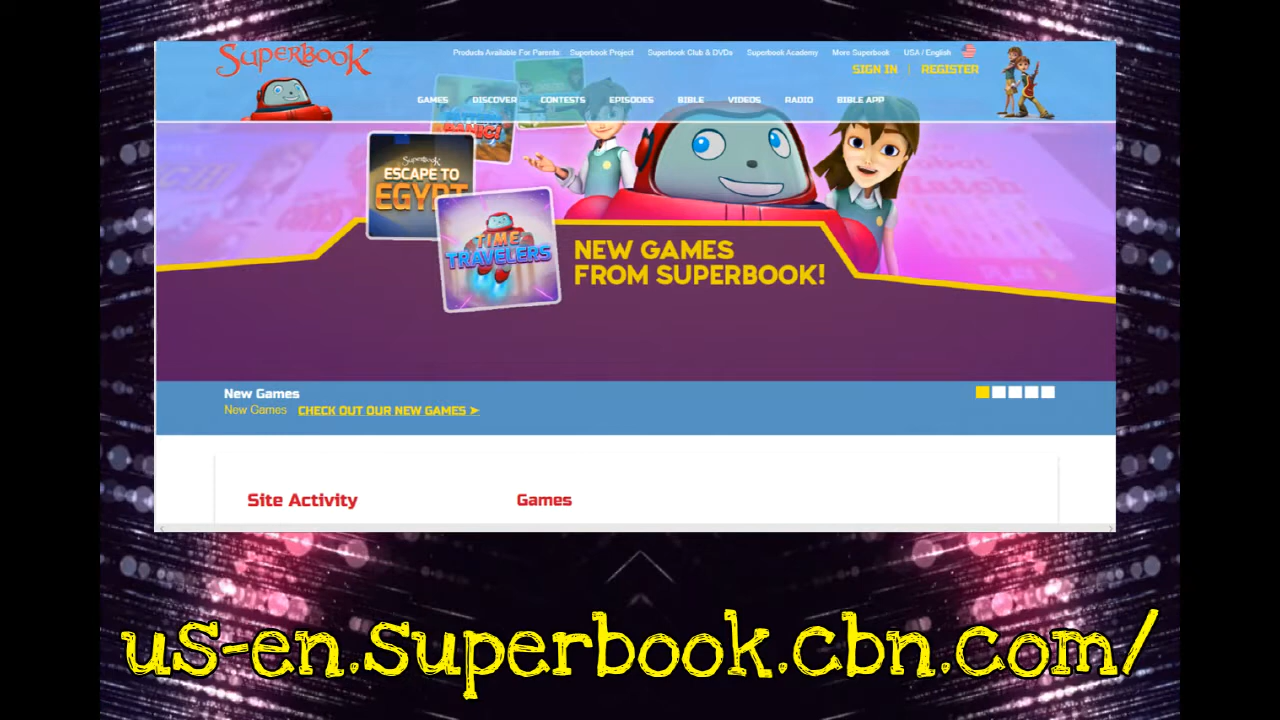 SUPERBOOK
Products Available For Parents Superbook Project Superbook Club & DVDs Superbook Academy More Superbook USA / English
SIGN IN | REGISTER
GAMES DISCOVER CONTESTS EPISODES BIBLE VIDEOS RADIO BIBLE APP
PANIC!
SUPERBOOK
ESCAPE TO
EGYPT
TIME
TRAVELERS
NEW GAMES
FROM SUPERBOOK!
New Games
New Games CHECK OUT OUR NEW GAMES ➤
Site Activity Games
us-en.superbook.cbn.com/